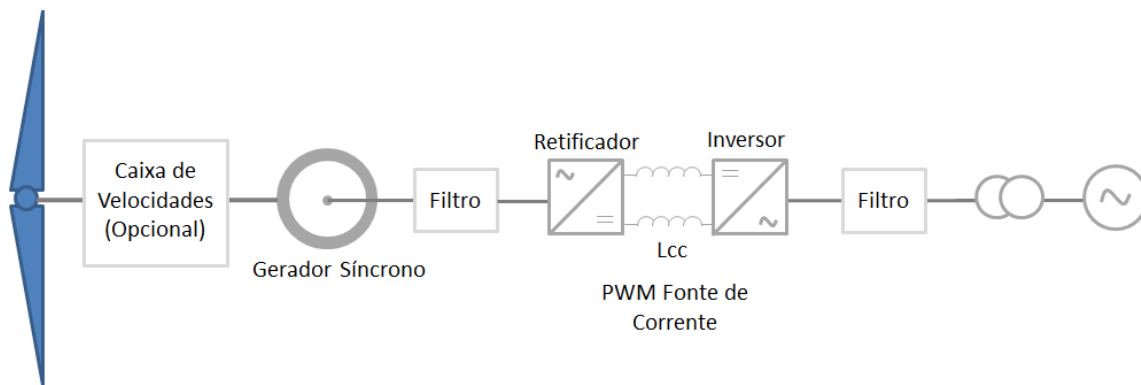 Caixa de
Velocidades
(Opcional)
Gerador Síncrono
Filtro
Retificador
Inversor
Lcc
PWM Fonte de
Corrente
Filtro